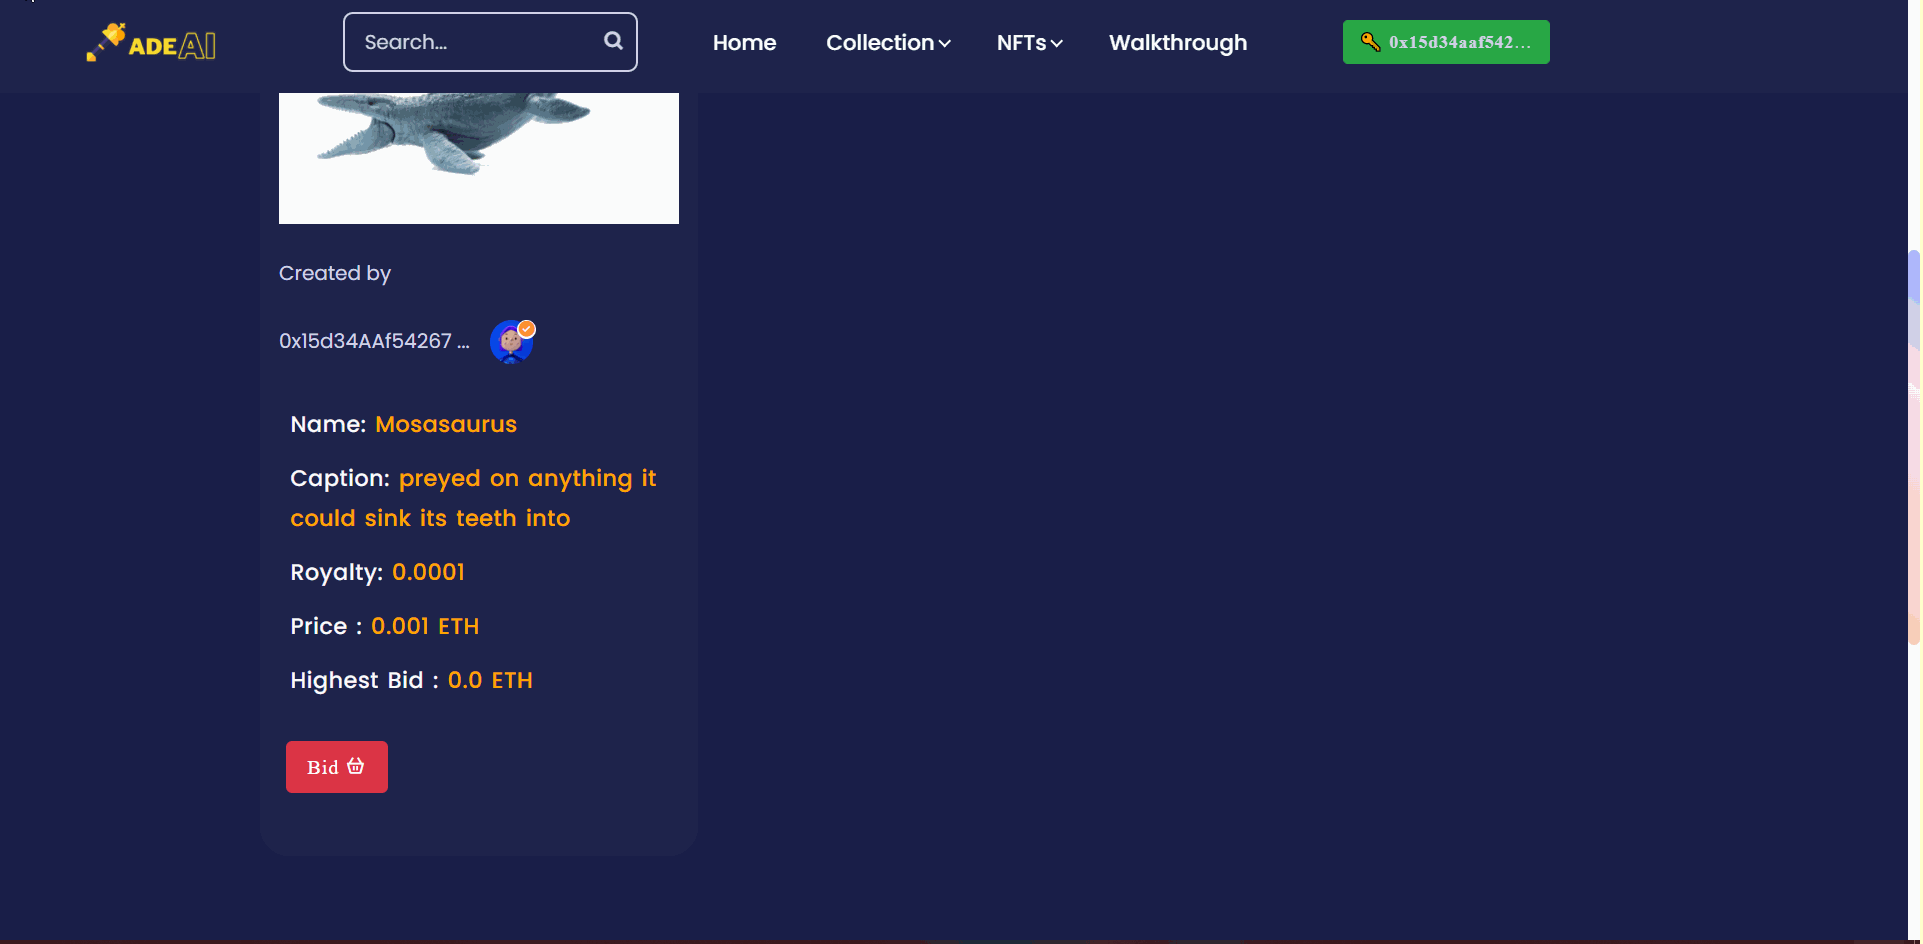 ADE AI
Search...
Home
Collection
NFTs
Walkthrough
0x15d34aaf542...
Created by
0x15d34AAf54267 ...
Name: Mosasaurus
Caption: preyed on anything it
could sink its teeth into
Royalty: 0.0001
Price : 0.001 ETH
Highest Bid : 0.0 ETH
Bid